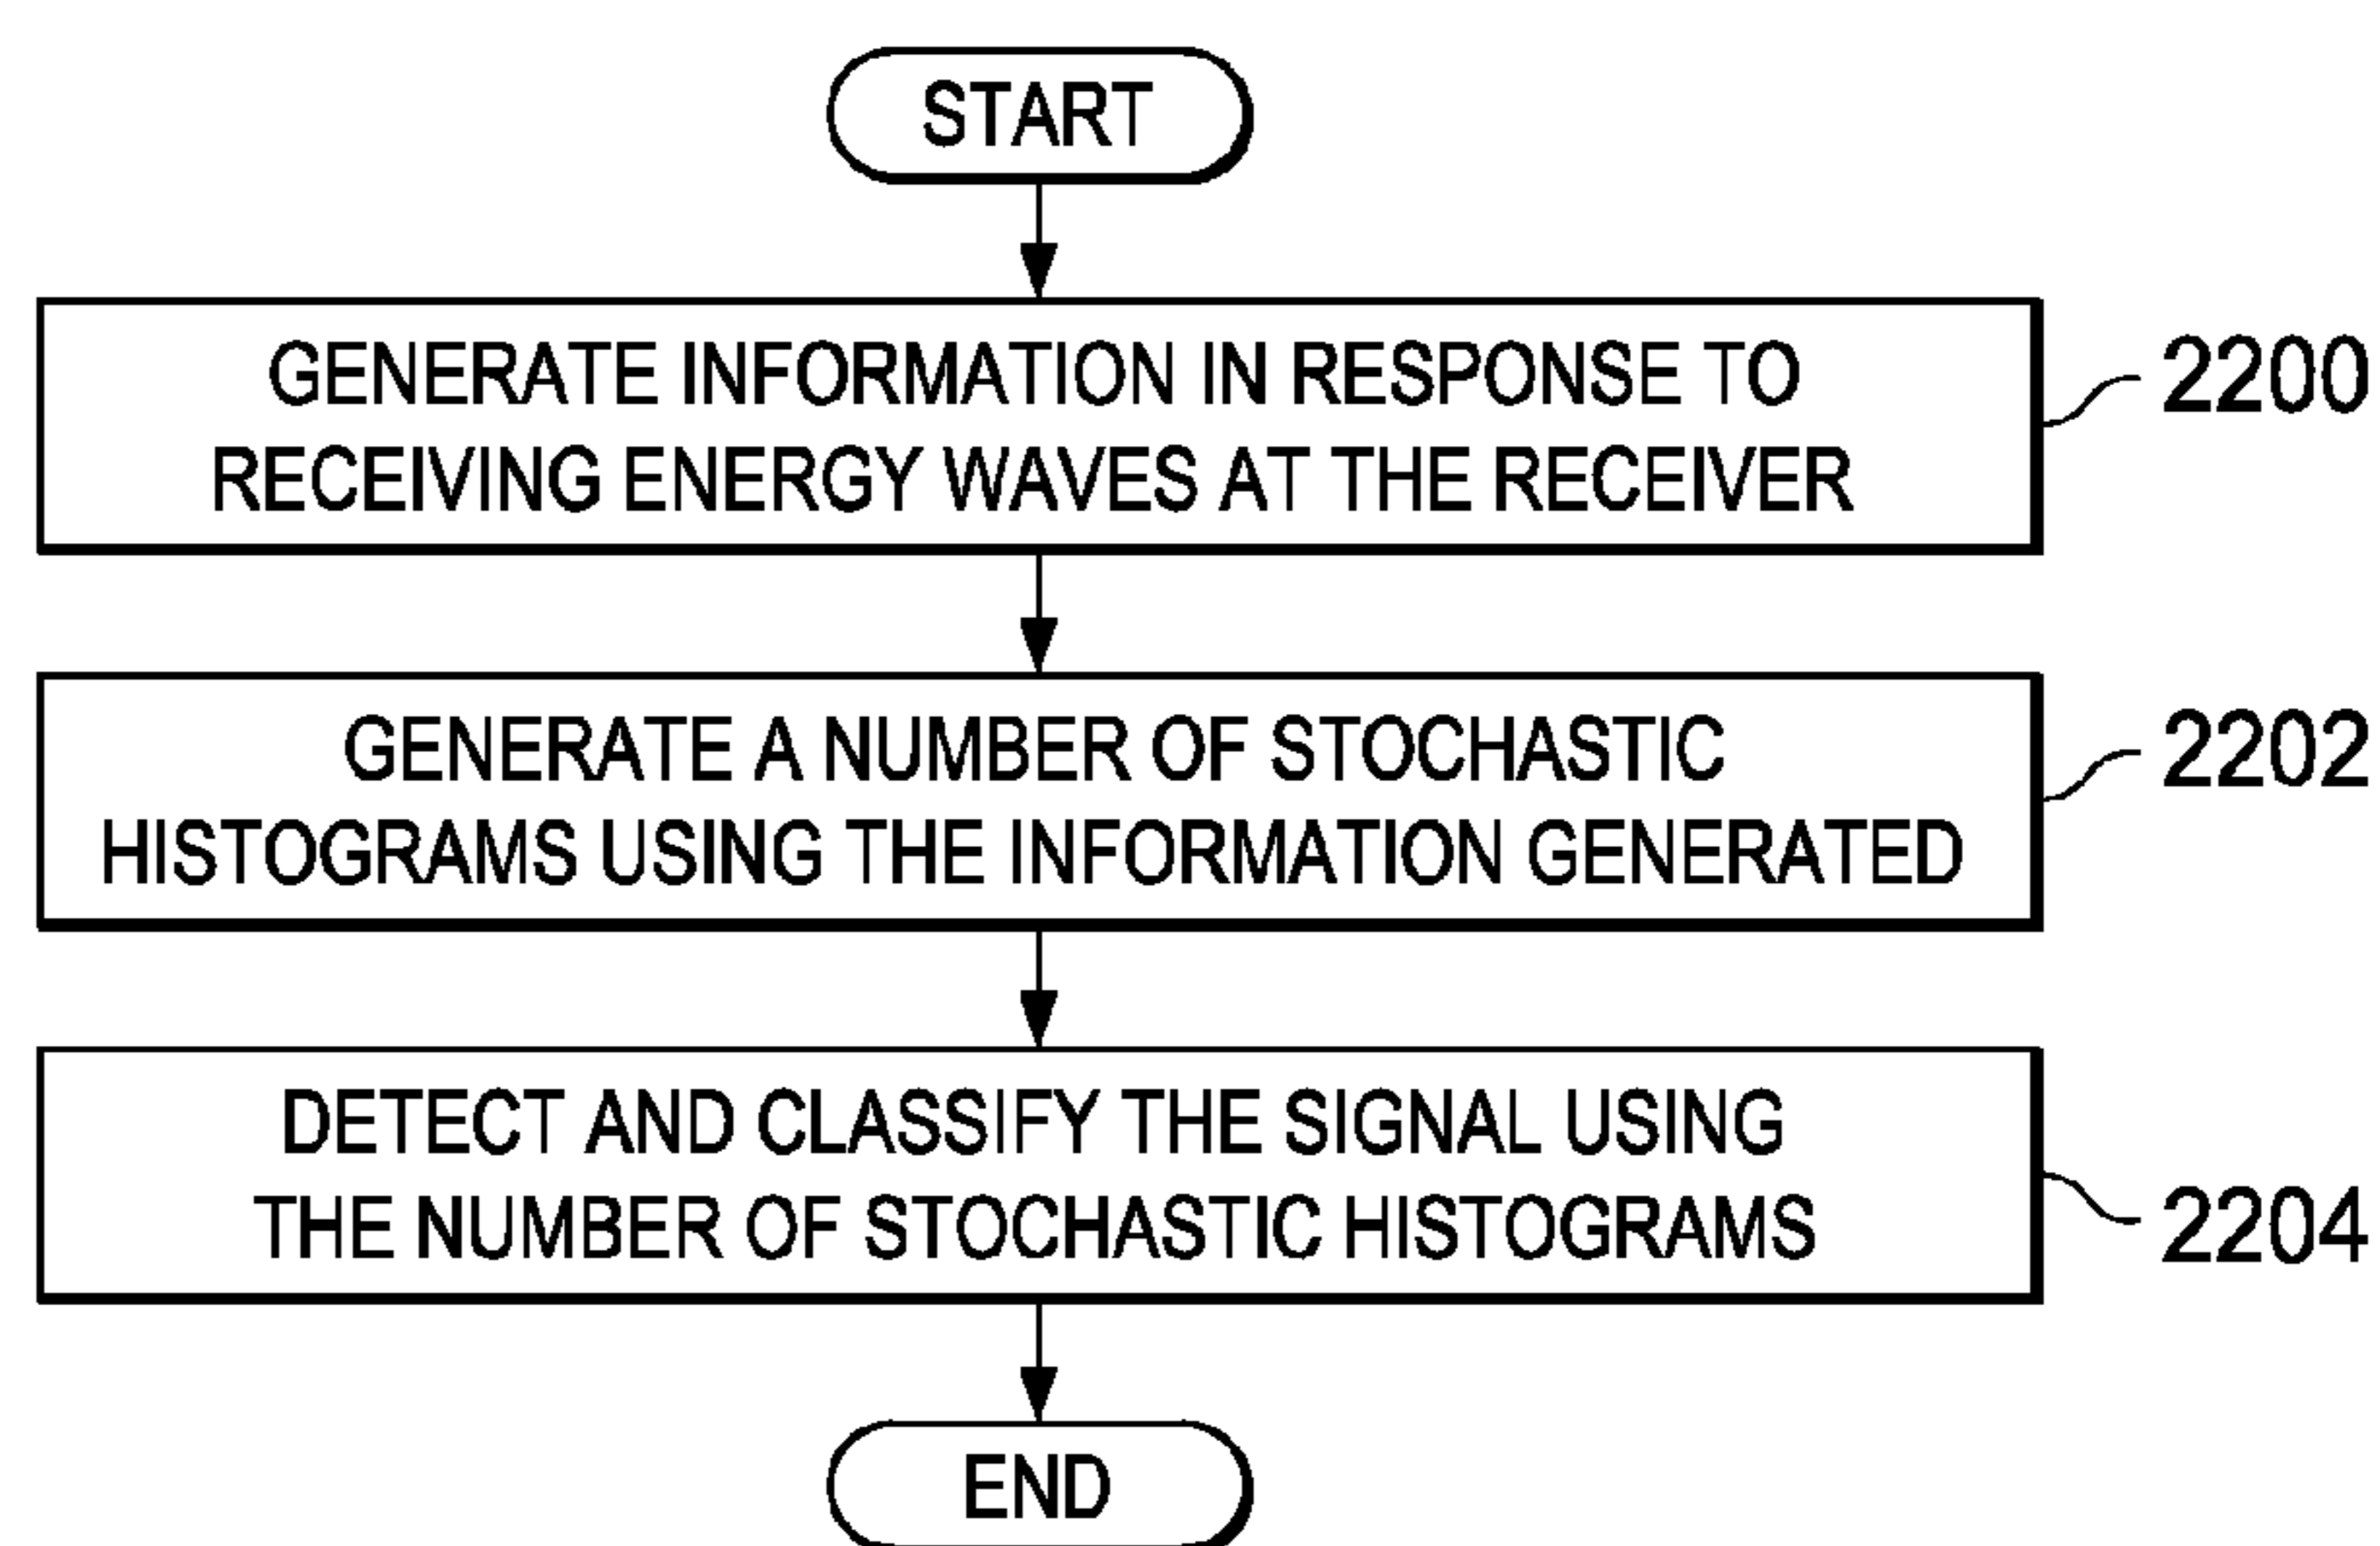 START
GENERATE INFORMATION IN RESPONSE TO
RECEIVING ENERGY WAVES AT THE RECEIVER
2200
GENERATE A NUMBER OF STOCHASTIC
HISTOGRAMS USING THE INFORMATION GENERATED
2202
DETECT AND CLASSIFY THE SIGNAL USING
THE NUMBER OF STOCHASTIC HISTOGRAMS
2204
END